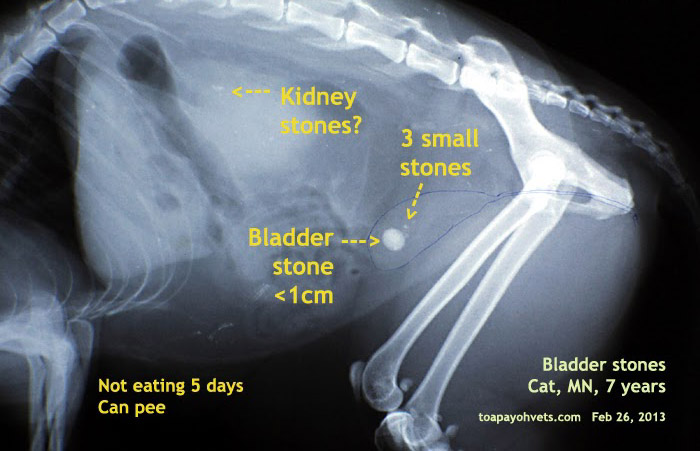 <--- Kidney
stones?
3 small
stones
<---
Bladder --->
stone
<1cm
Not eating 5 days
Can pee
Bladder stones
Cat, MN, 7 years
toapayohvets.com Feb 26, 2013